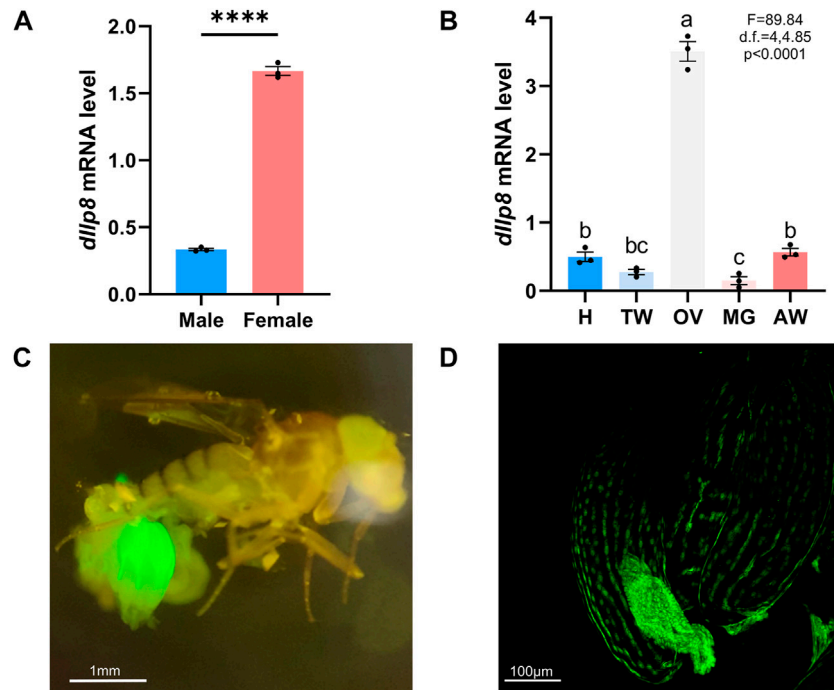 A
****
dIlp8 mRNA level
2.0
1.5
1.0
0.5
0.0
Male Female
B
F=89.84
d.f.=4,4.85
p<0.0001
dIlp8 mRNA level
4
3
2
1
0
b
bc
a
c
b
H TW OV MG AW
C
1mm
D
100µm